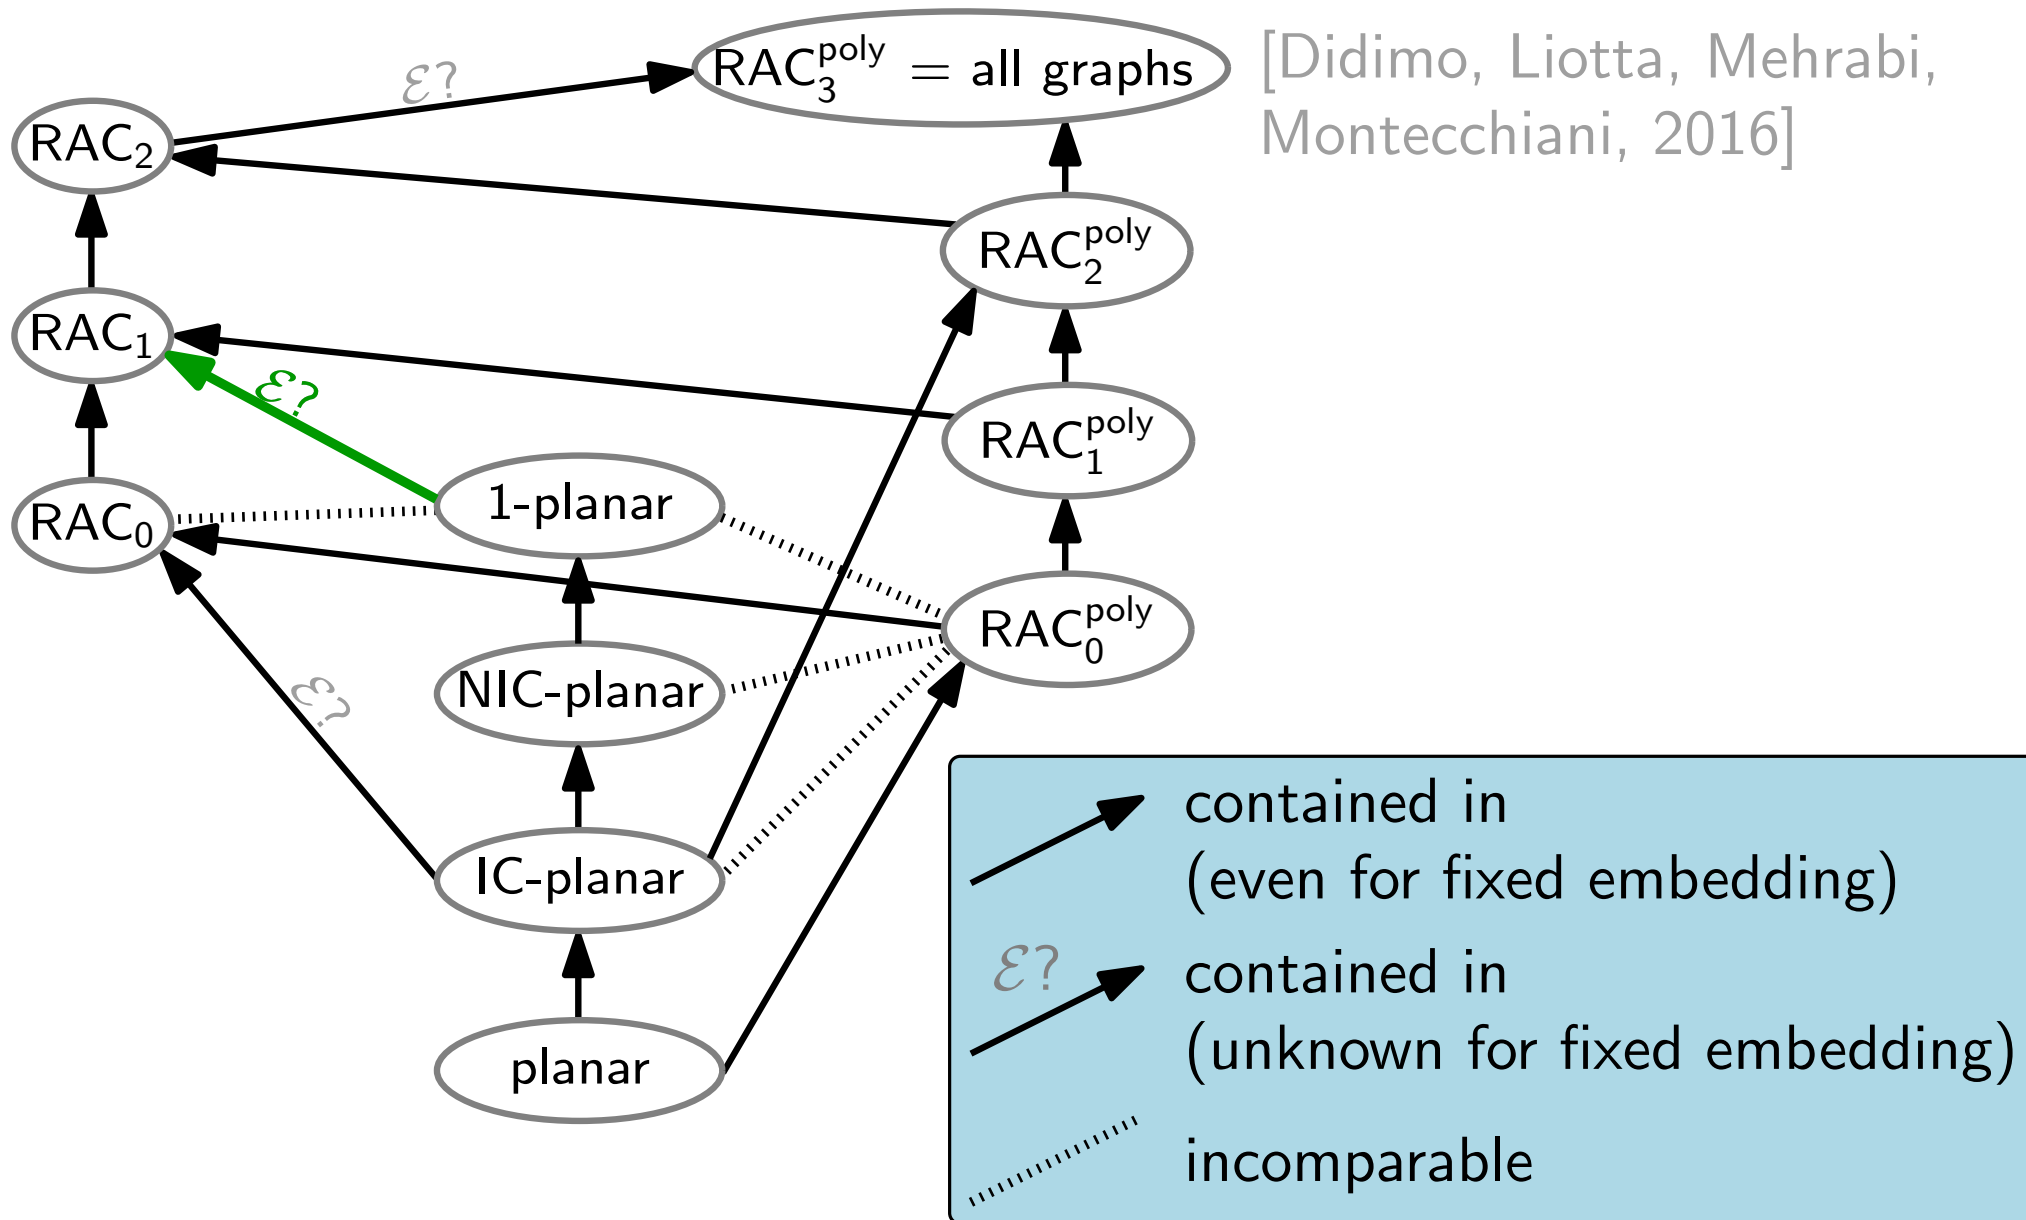 RAC₃^poly = all graphs
[Didimo, Liotta, Mehrabi,
Montecchiani, 2016]
ℰ?
RAC₂
RAC₂^poly
RAC₁
ℰ?
RAC₁^poly
1-planar
RAC₀
RAC₀^poly
NIC-planar
ℰ?
IC-planar
planar
contained in
(even for fixed embedding)
ℰ?
contained in
(unknown for fixed embedding)
incomparable